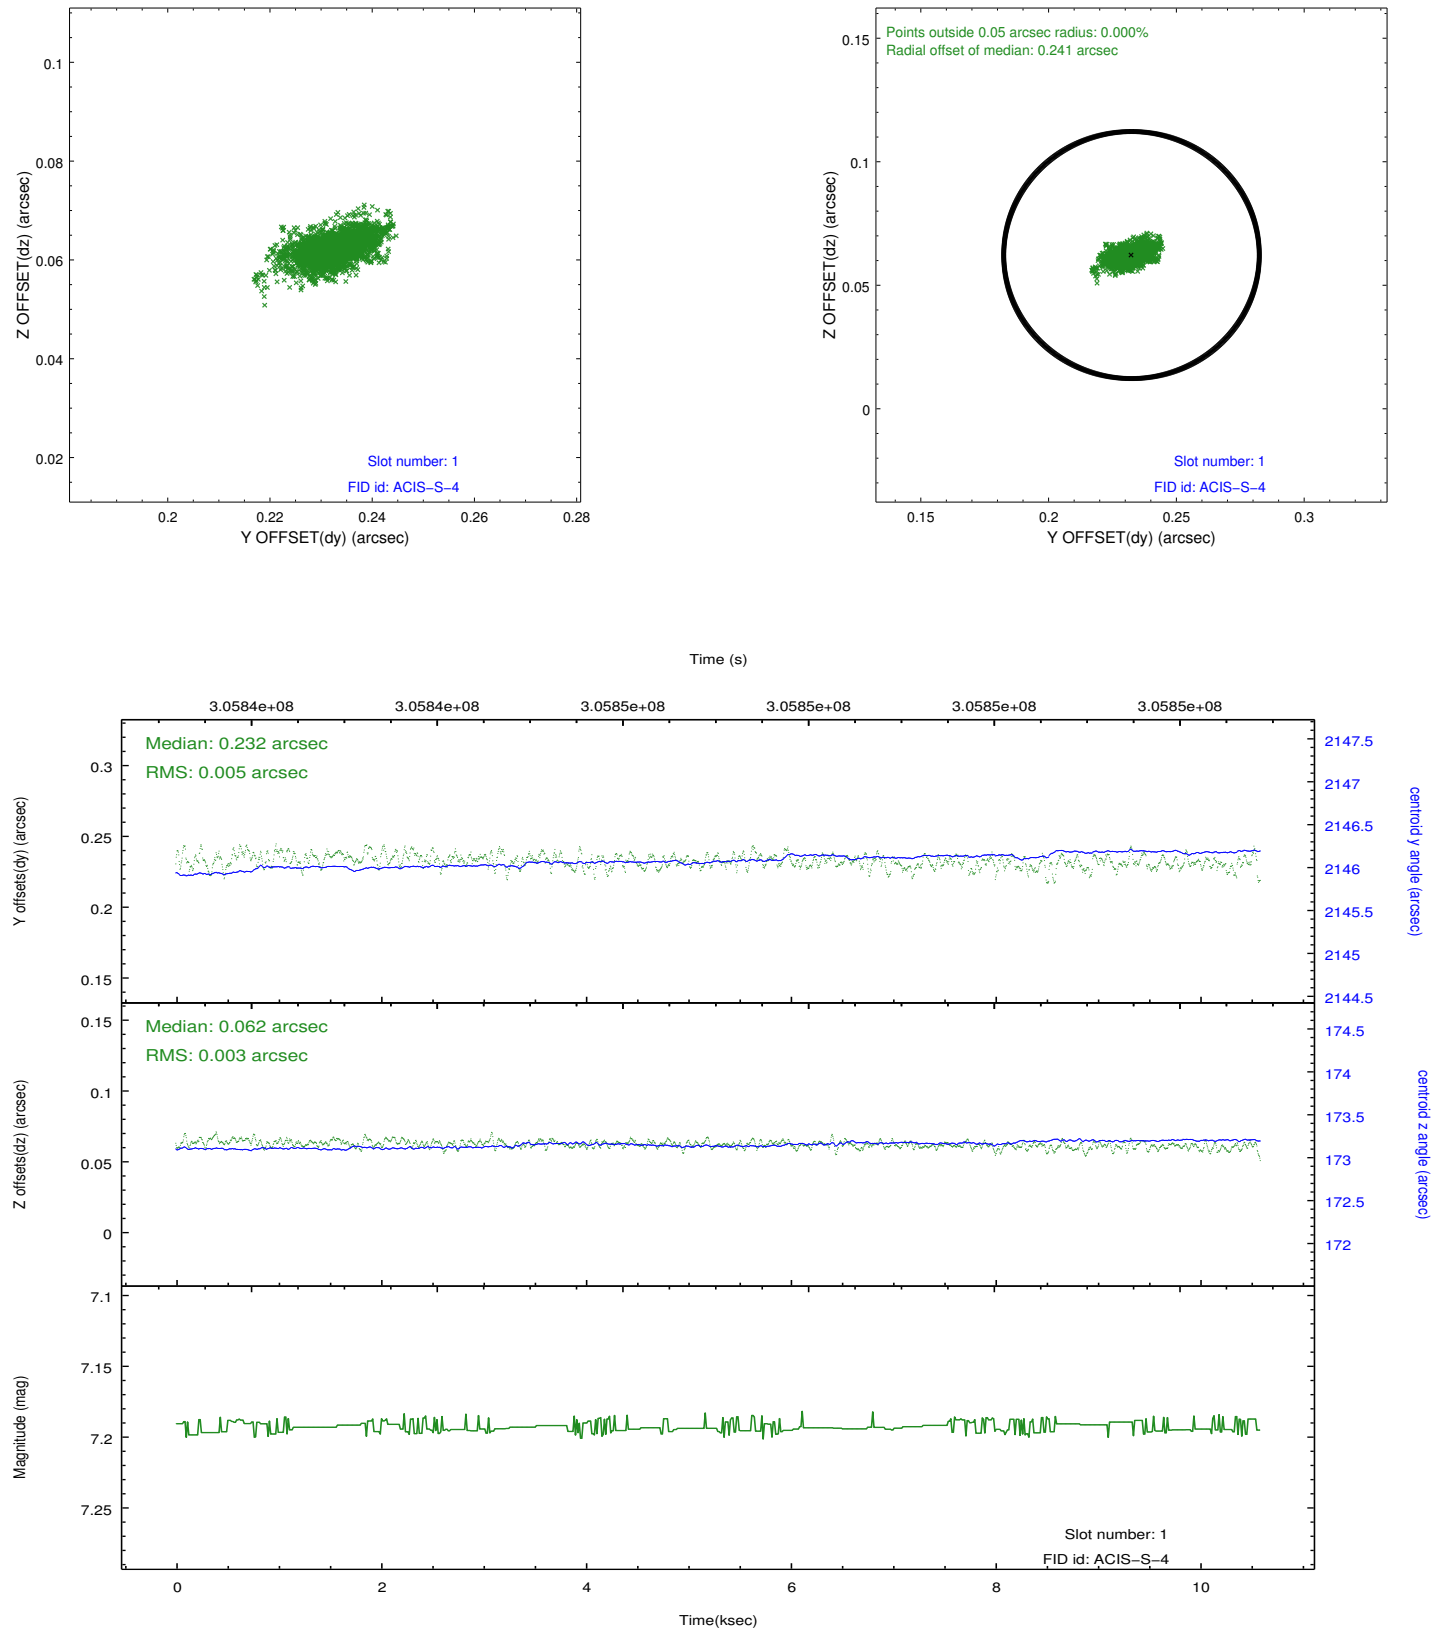 0.1
0.08
0.06
0.04
0.02
Z OFFSET(dz) (arcsec)
Slot number: 1
FID id: ACIS−S−4
0.2 0.22 0.24 0.26 0.28
Y OFFSET(dy) (arcsec)
Points outside 0.05 arcsec radius: 0.000%
Radial offset of median: 0.241 arcsec
0.15
0.1
0.05
0
Z OFFSET(dz) (arcsec)
Slot number: 1
FID id: ACIS−S−4
0.15 0.2 0.25 0.3
Y OFFSET(dy) (arcsec)
Time (s)
3.0584e+08 3.0584e+08 3.0585e+08 3.0585e+08 3.0585e+08 3.0585e+08
Median: 0.232 arcsec
RMS: 0.005 arcsec
0.3
0.25
0.2
0.15
Y offsets(dy) (arcsec)
2147.5
2147
2146.5
2146
2145.5
2145
2144.5
centroid y angle (arcsec)
Median: 0.062 arcsec
RMS: 0.003 arcsec
0.15
0.1
0.05
0
Z offsets(dz) (arcsec)
174.5
174
173.5
173
172.5
172
centroid z angle (arcsec)
7.1
7.15
7.2
7.25
Magnitude (mag)
Slot number: 1
FID id: ACIS−S−4
0 2 4 6 8 10
Time(ksec)